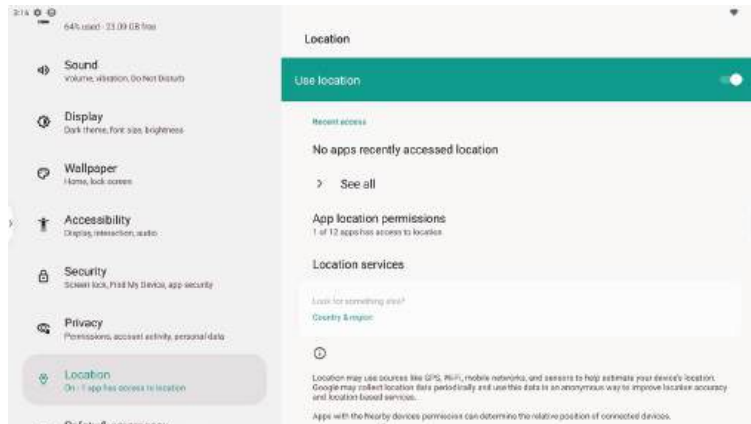 3:14
64% used - 23.09 GB free
Sound
Volume, vibration, Do Not Disturb
Display
Dark theme, font size, brightness
Wallpaper
Home, lock screen
Accessibility
Display, interaction, audio
Security
Screen lock, Find My Device, app security
Privacy
Permissions, account activity, personal data
Location
On - 1 app has access to location
Location
Use location
Recent access
No apps recently accessed location
See all
App location permissions
1 of 12 apps has access to location
Location services
Look for something else?
Country & region
Location may use sources like GPS, Wi-Fi, mobile networks, and sensors to help estimate your device's location.
Google may collect location data periodically and use this data in an anonymous way to improve location accuracy
and location-based services.
Apps with the Nearby devices permission can determine the relative position of connected devices.